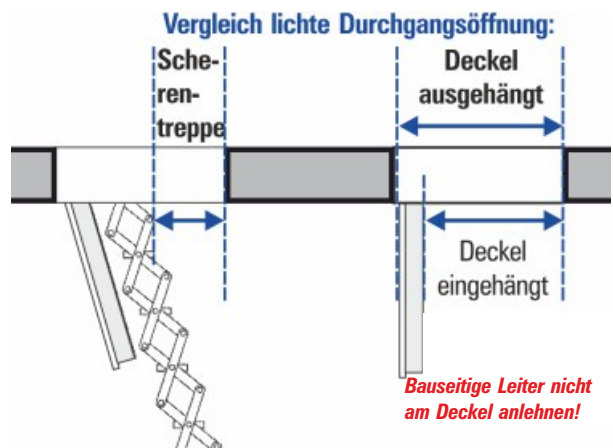 Vergleich lichte Durchgangsöffnung:
Sche-
ren-
treppe
Deckel
ausgehängt
Deckel
eingehängt
Bauseitige Leiter nicht
am Deckel anlehnen!